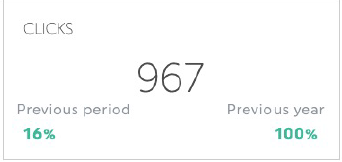 CLICKS
967
Previous period Previous year
16% 100%